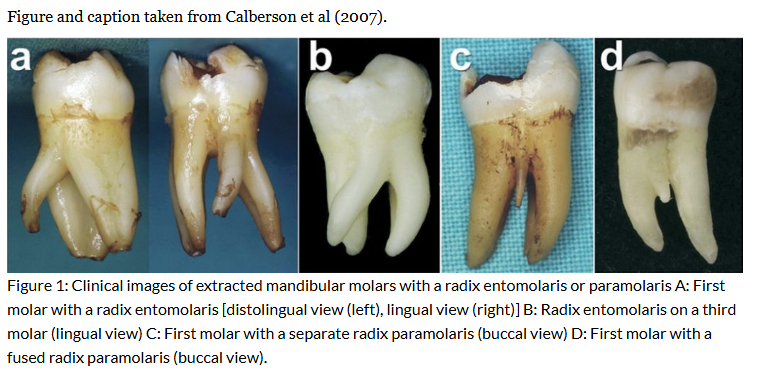 Figure and caption taken from Calberson et al (2007).
a b c d
Figure 1: Clinical images of extracted mandibular molars with a radix entomolaris or paramolaris A: First
molar with a radix entomolaris [distolingual view (left), lingual view (right)] B: Radix entomolaris on a third
molar (lingual view) C: First molar with a separate radix paramolaris (buccal view) D: First molar with a
fused radix paramolaris (buccal view).